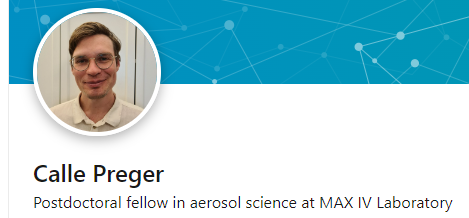 Calle Preger
Postdoctoral fellow in aerosol science at MAX IV Laboratory